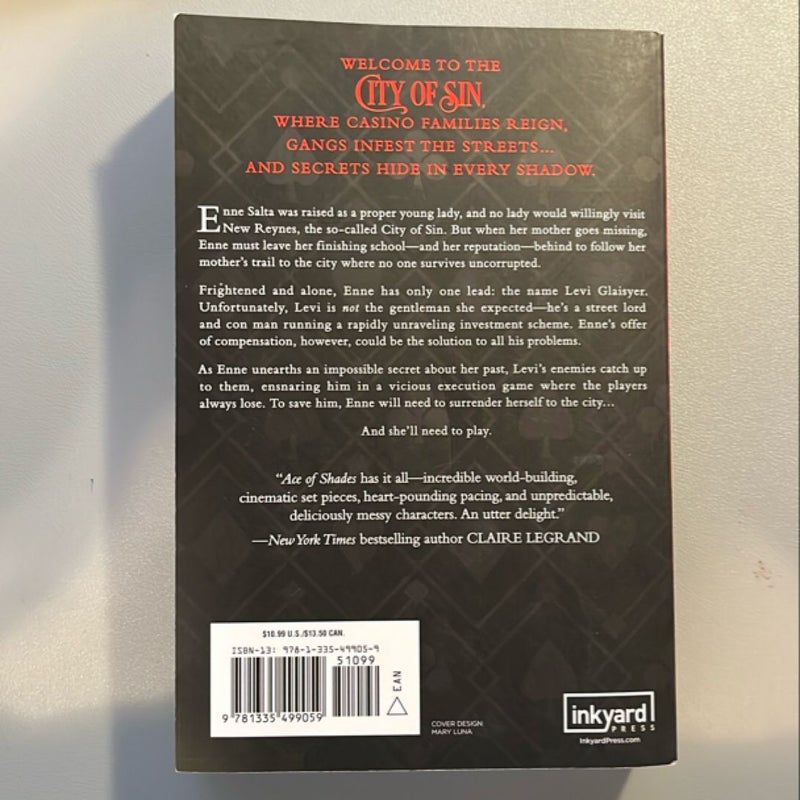 WELCOME TO THE
CITY OF SIN,
WHERE CASINO FAMILIES REIGN,
GANGS INFEST THE STREETS...
AND SECRETS HIDE IN EVERY SHADOW.
Enne Salta was raised as a proper young lady, and no lady would willingly visit
New Reynes, the so-called City of Sin. But when her mother goes missing,
Enne must leave her finishing school—and her reputation—behind to follow her
mother's trail to the city where no one survives uncorrupted.
Frightened and alone, Enne has only one lead: the name Levi Glaisyer.
Unfortunately, Levi is not the gentleman she expected—he's a street lord
and con man running a rapidly unraveling investment scheme. Enne's offer
of compensation, however, could be the solution to all his problems.
As Enne unearths an impossible secret about her past, Levi's enemies catch up
to them, ensnaring him in a vicious execution game where the players
always lose. To save him, Enne will need to surrender herself to the city...
And she'll need to play.
"Ace of Shades has it all—incredible world-building,
cinematic set pieces, heart-pounding pacing, and unpredictable,
deliciously messy characters. An utter delight."
—New York Times bestselling author CLAIRE LEGRAND
$10.99 U.S./$13.50 CAN.
ISBN-13: 978-1-335-49905-9
51099
EAN
9 781335 499059
COVER DESIGN:
MARY LUNA
inkyard
PRESS
InkyardPress.com